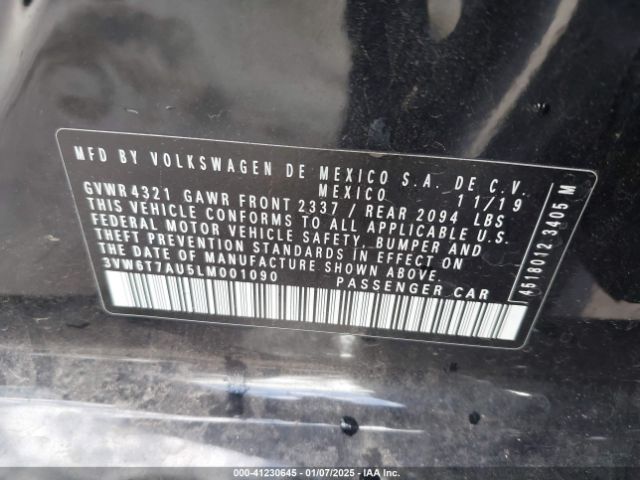 MFD BY VOLKSWAGEN DE MEXICO S.A. DE C.V.
MEXICO 11/19
GVWR 4321 GAWR FRONT 2337 / REAR 2094 LBS
THIS VEHICLE CONFORMS TO ALL APPLICABLE U.S.
FEDERAL MOTOR VEHICLE SAFETY, BUMPER AND
THEFT PREVENTION STANDARDS IN EFFECT ON
THE DATE OF MANUFACTURE SHOWN ABOVE.
3VW6T7AU5LM001090 PASSENGER CAR
4518012 3405 M
000-41230645 - 01/07/2025 - IAA Inc.